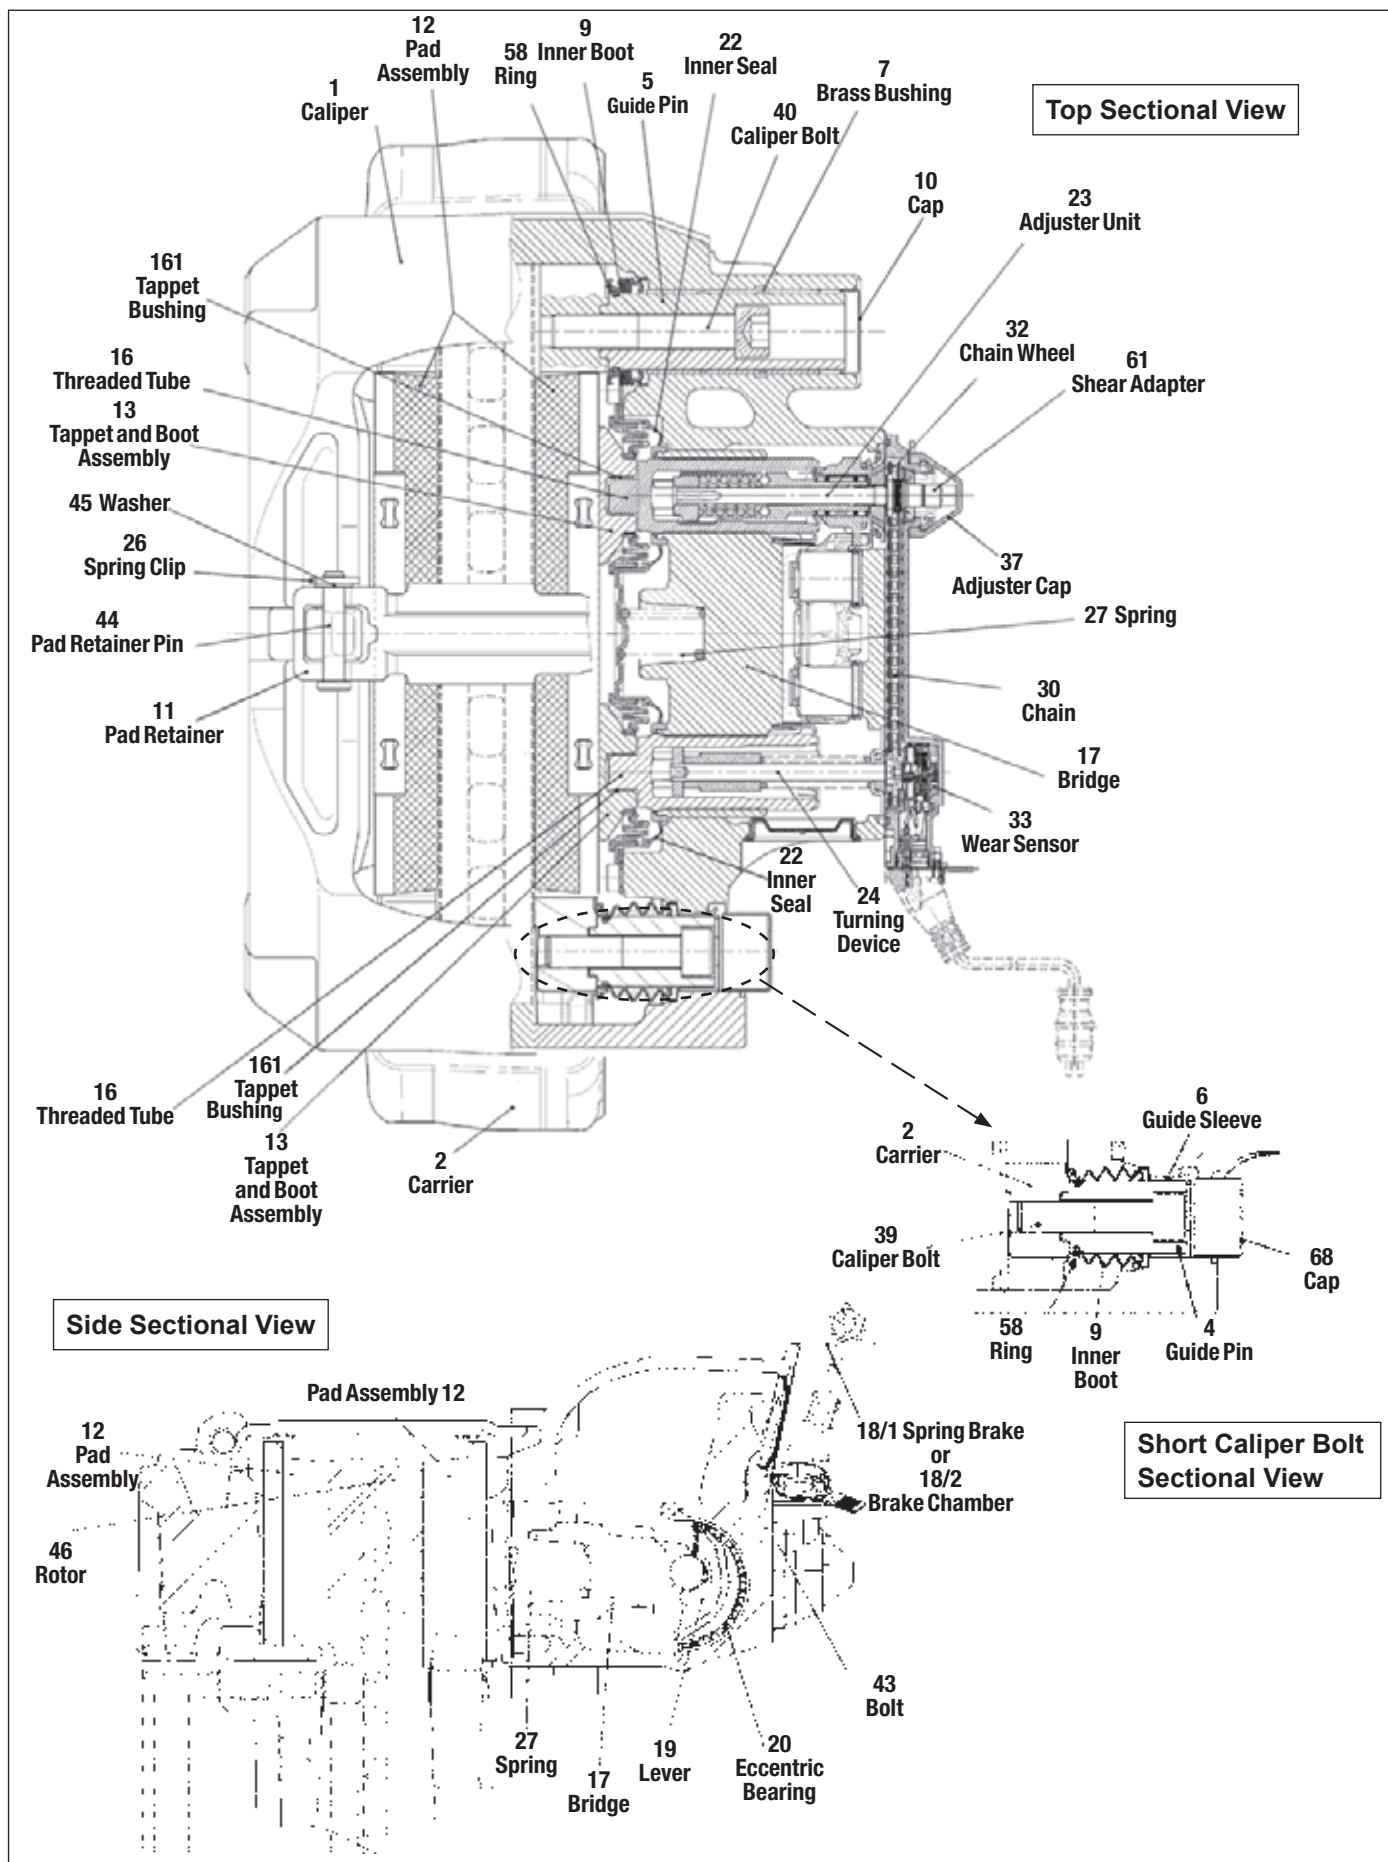 12
Pad
Assembly
58
Ring
9
Inner Boot
5
Guide Pin
22
Inner Seal
40
Caliper Bolt
7
Brass Bushing
Top Sectional View
1
Caliper
10
Cap
23
Adjuster Unit
161
Tappet
Bushing
32
Chain Wheel
61
Shear Adapter
16
Threaded Tube
13
Tappet and Boot
Assembly
45 Washer
26
Spring Clip
37
Adjuster Cap
27 Spring
44
Pad Retainer Pin
30
Chain
11
Pad Retainer
17
Bridge
33
Wear Sensor
22
Inner
Seal
24
Turning
Device
16
Threaded Tube
161
Tappet
Bushing
13
Tappet
and Boot
Assembly
2
Carrier
6
Guide Sleeve
2
Carrier
39
Caliper Bolt
68
Cap
58
Ring
9
Inner
Boot
4
Guide Pin
Short Caliper Bolt
Sectional View
Side Sectional View
Pad Assembly 12
12
Pad
Assembly
18/1 Spring Brake
or
18/2
Brake Chamber
46
Rotor
43
Bolt
27
Spring
17
Bridge
19
Lever
20
Eccentric
Bearing